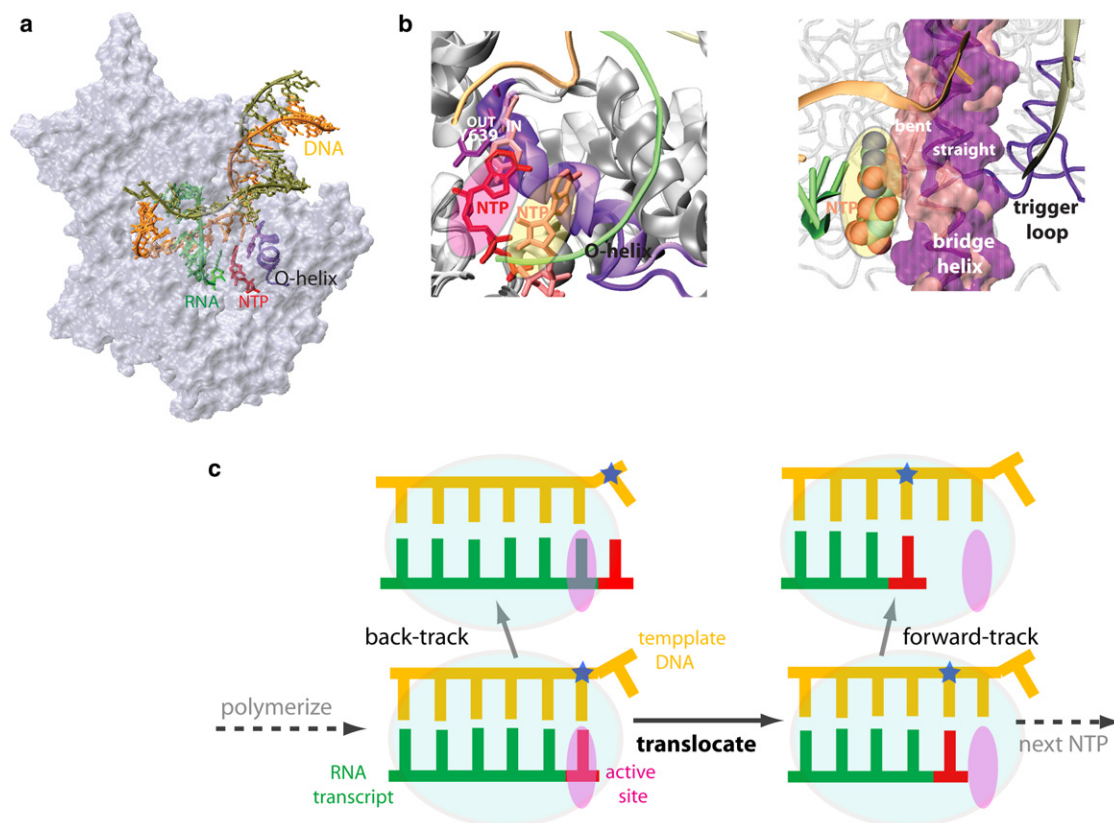 a
DNA
RNA
NTP
O-helix
b
OUT
Y639
IN
NTP
NTP
O-helix
bent
straight
NTP
trigger
loop
bridge
helix
c
back-track
tempplate
DNA
forward-track
polymerize
translocate
next NTP
RNA
transcript
active
site